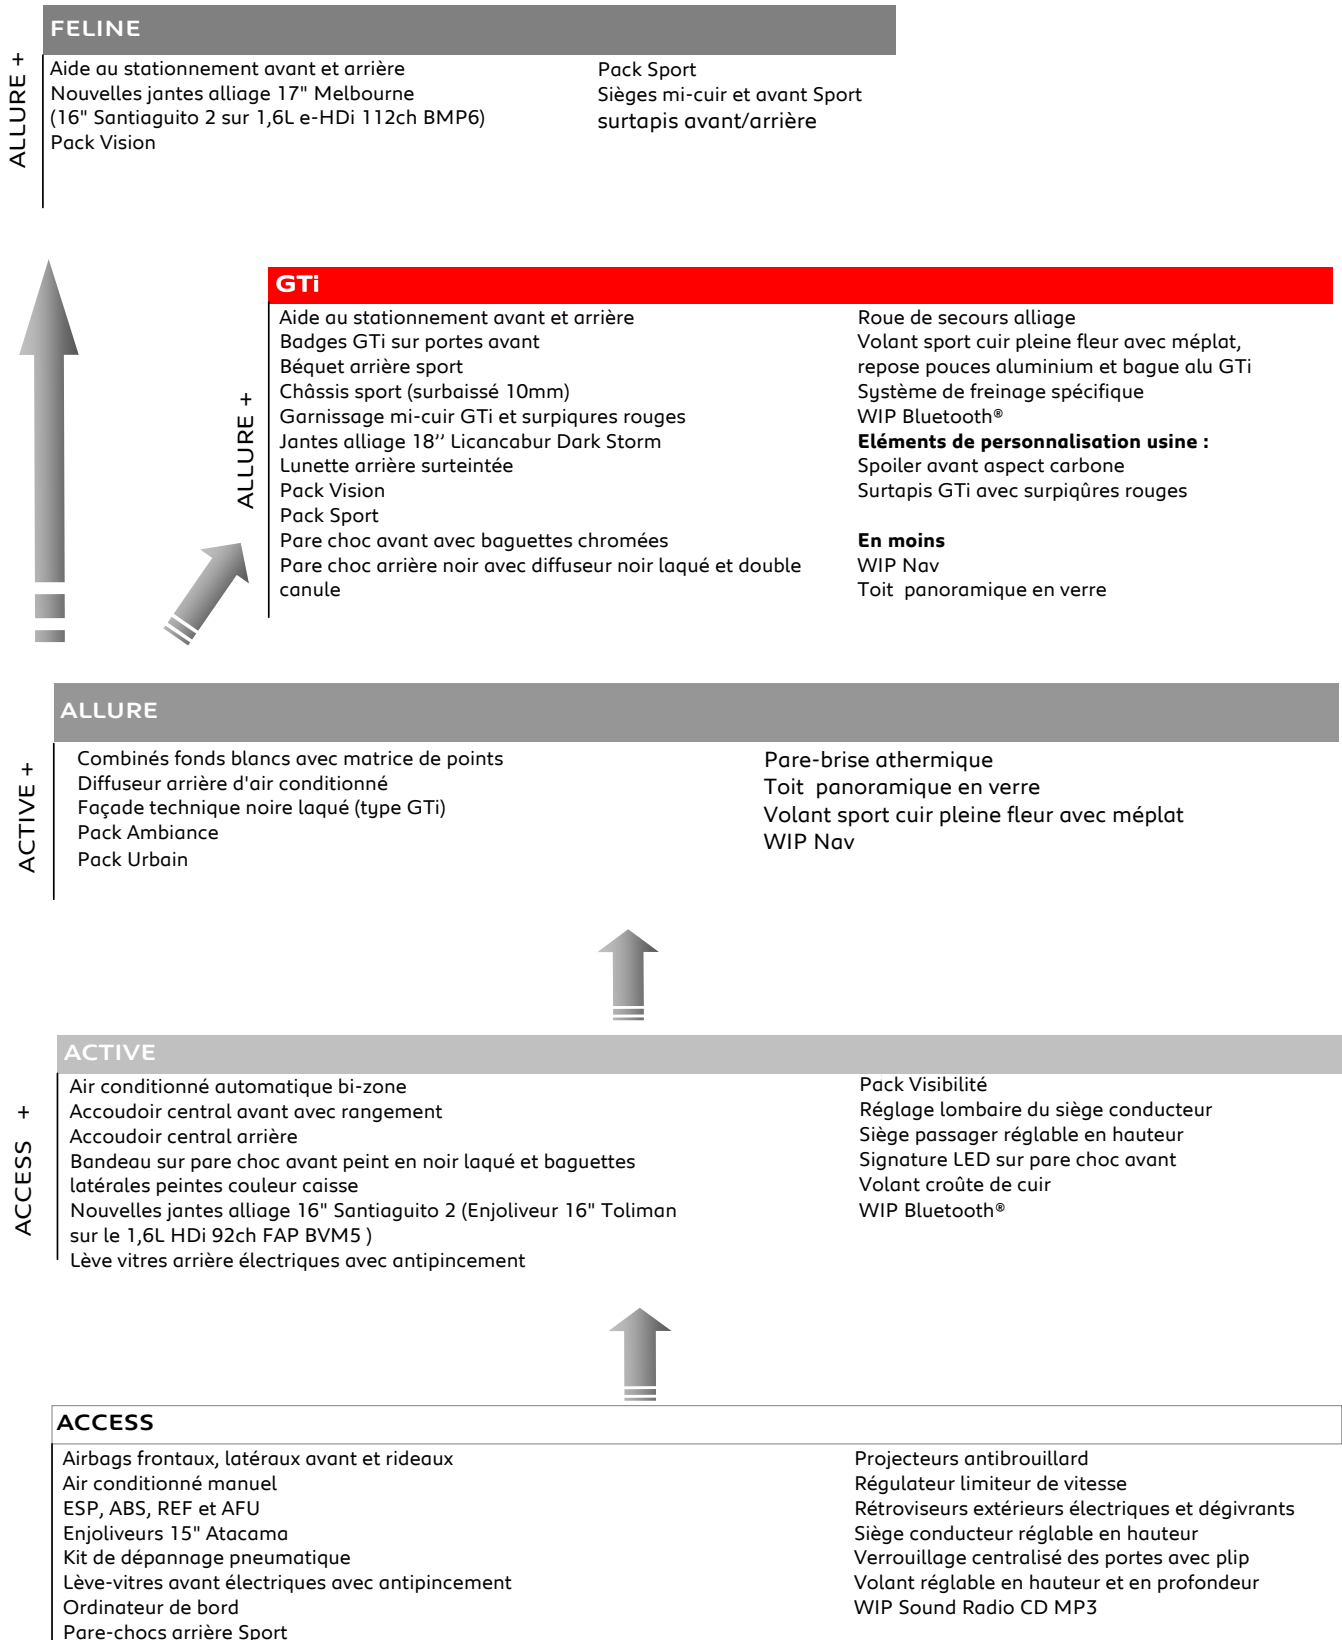 FELINE
ALLURE +
Aide au stationnement avant et arrière
Nouvelles jantes alliage 17" Melbourne
(16" Santiaguito 2 sur 1,6L e-HDi 112ch BMP6)
Pack Vision
Pack Sport
Sièges mi-cuir et avant Sport
surtapis avant/arrière
GTi
ALLURE +
Aide au stationnement avant et arrière
Badges GTi sur portes avant
Béquet arrière sport
Châssis sport (surbaissé 10mm)
Garnissage mi-cuir GTi et surpiqures rouges
Jantes alliage 18’’ Licancabur Dark Storm
Lunette arrière surteintée
Pack Vision
Pack Sport
Pare choc avant avec baguettes chromées
Pare choc arrière noir avec diffuseur noir laqué et double
canule
Roue de secours alliage
Volant sport cuir pleine fleur avec méplat,
repose pouces aluminium et bague alu GTi
Système de freinage spécifique
WIP Bluetooth®
Eléments de personnalisation usine :
Spoiler avant aspect carbone
Surtapis GTi avec surpiqûres rouges
En moins
WIP Nav
Toit panoramique en verre
ALLURE
ACTIVE +
Combinés fonds blancs avec matrice de points
Diffuseur arrière d'air conditionné
Façade technique noire laqué (type GTi)
Pack Ambiance
Pack Urbain
Pare-brise athermique
Toit panoramique en verre
Volant sport cuir pleine fleur avec méplat
WIP Nav
ACTIVE
ACCESS +
Air conditionné automatique bi-zone
Accoudoir central avant avec rangement
Accoudoir central arrière
Bandeau sur pare choc avant peint en noir laqué et baguettes
latérales peintes couleur caisse
Nouvelles jantes alliage 16" Santiaguito 2 (Enjoliveur 16" Toliman
sur le 1,6L HDi 92ch FAP BVM5 )
Lève vitres arrière électriques avec antipincement
Pack Visibilité
Réglage lombaire du siège conducteur
Siège passager réglable en hauteur
Signature LED sur pare choc avant
Volant croûte de cuir
WIP Bluetooth®
ACCESS
Airbags frontaux, latéraux avant et rideaux
Air conditionné manuel
ESP, ABS, REF et AFU
Enjoliveurs 15" Atacama
Kit de dépannage pneumatique
Lève-vitres avant électriques avec antipincement
Ordinateur de bord
Pare-chocs arrière Sport
Projecteurs antibrouillard
Régulateur limiteur de vitesse
Rétroviseurs extérieurs électriques et dégivrants
Siège conducteur réglable en hauteur
Verrouillage centralisé des portes avec plip
Volant réglable en hauteur et en profondeur
WIP Sound Radio CD MP3